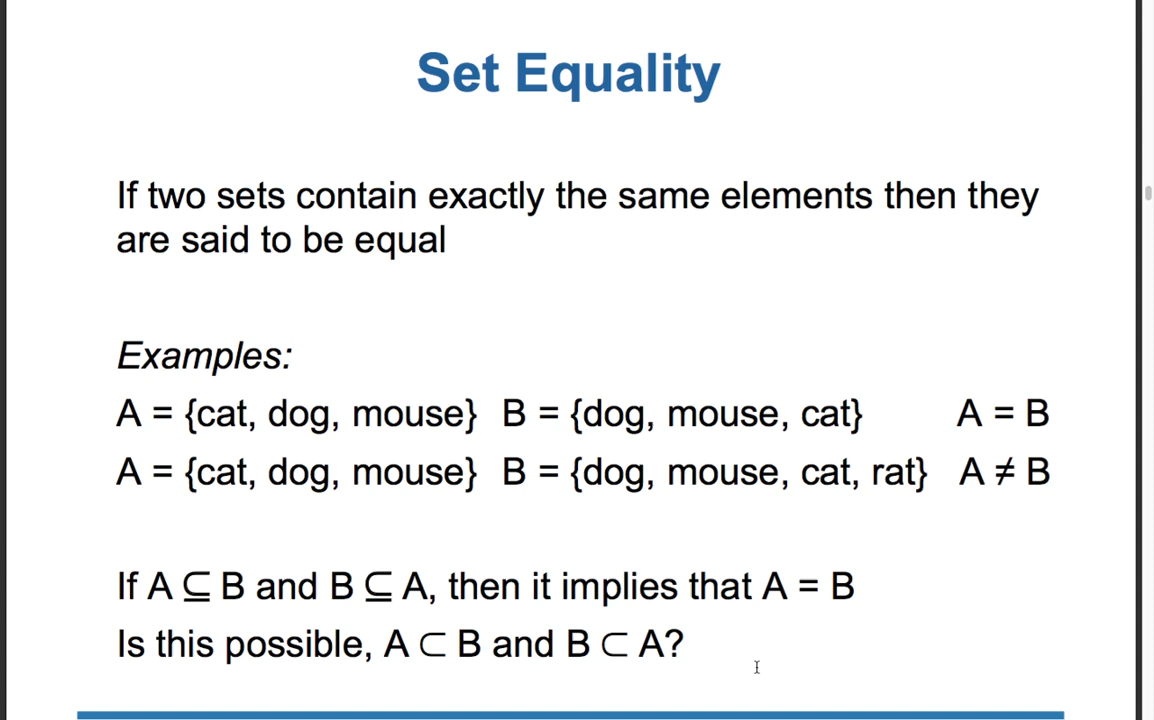 Set Equality
If two sets contain exactly the same elements then they
are said to be equal
Examples:
A = {cat, dog, mouse} B = {dog, mouse, cat} A = B
A = {cat, dog, mouse} B = {dog, mouse, cat, rat} A ≠ B
If A ⊆ B and B ⊆ A, then it implies that A = B
Is this possible, A ⊂ B and B ⊂ A?